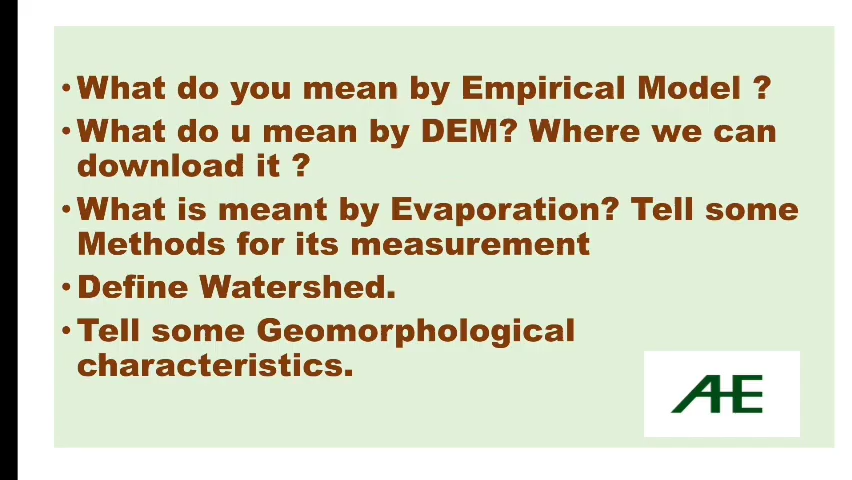 • What do you mean by Empirical Model ?
• What do u mean by DEM? Where we can
download it ?
• What is meant by Evaporation? Tell some
Methods for its measurement
• Define Watershed.
• Tell some Geomorphological
characteristics.
AHE